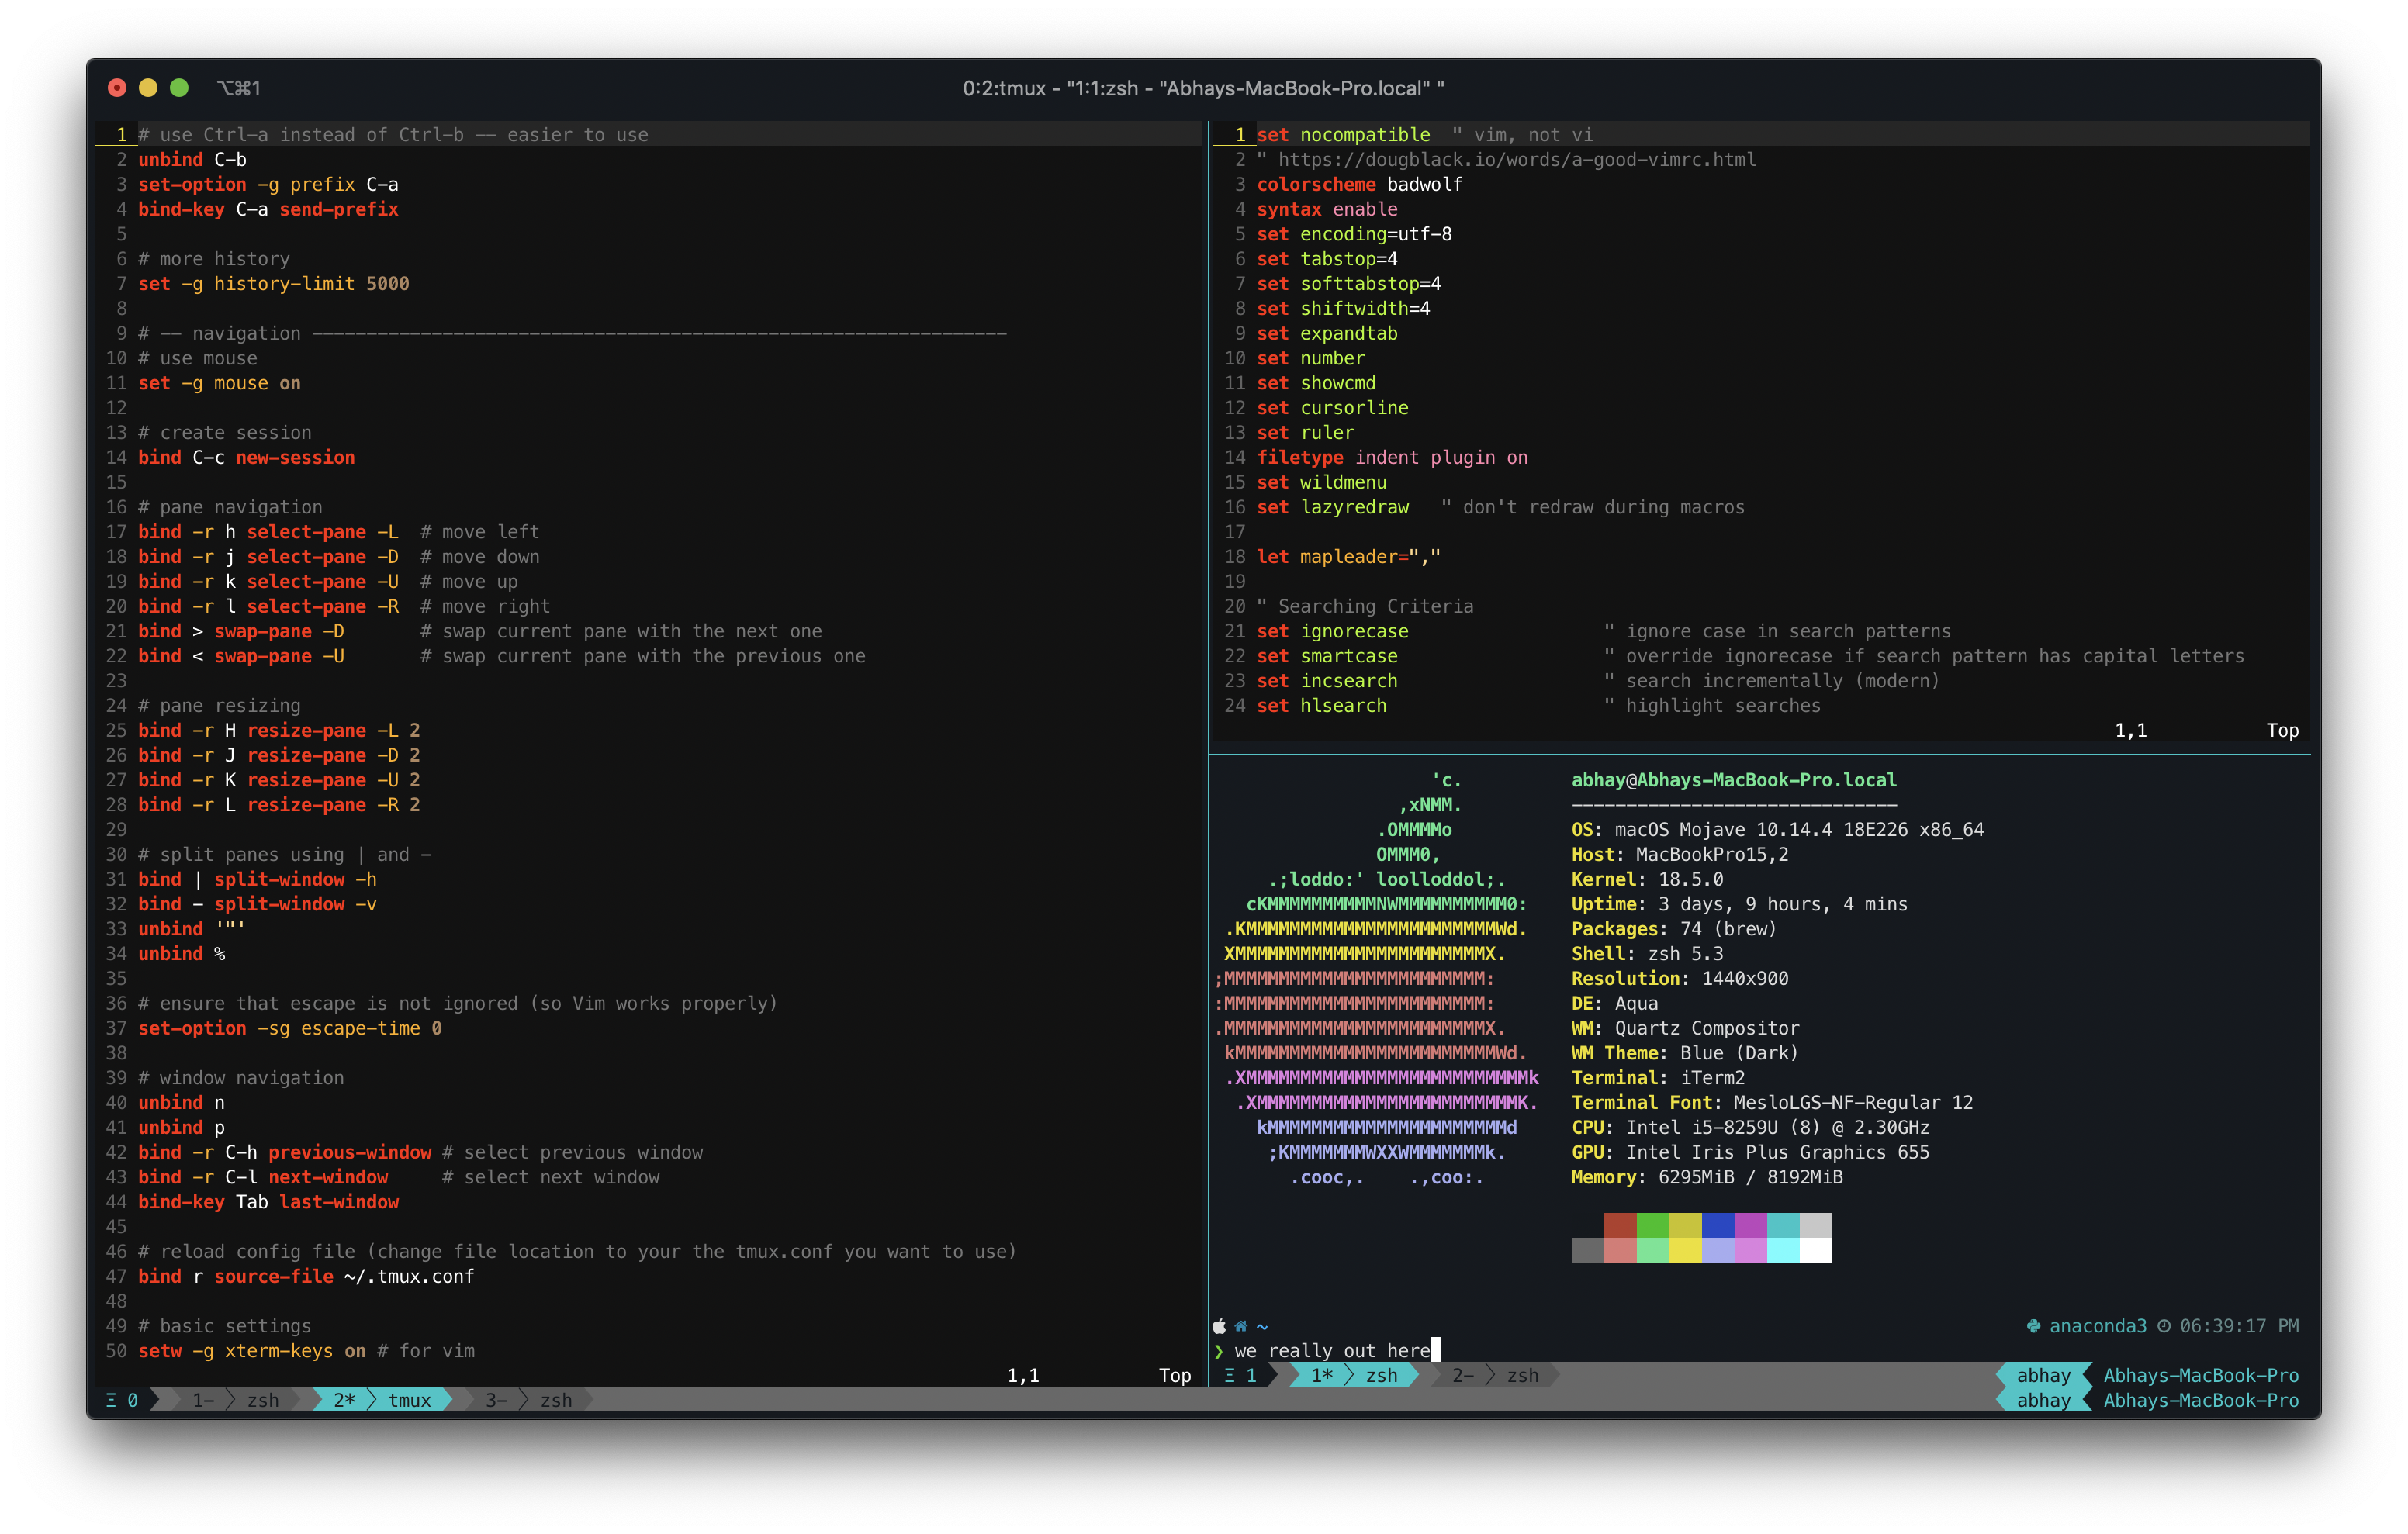 ⌥⌘1
0:2:tmux - "1:1:zsh - "Abhays-MacBook-Pro.local" "
1 # use Ctrl-a instead of Ctrl-b -- easier to use
2 unbind C-b
3 set-option -g prefix C-a
4 bind-key C-a send-prefix
5
6 # more history
7 set -g history-limit 5000
8
9 # -- navigation ----------------------------------------------------------------
10 # use mouse
11 set -g mouse on
12
13 # create session
14 bind C-c new-session
15
16 # pane navigation
17 bind -r h select-pane -L  # move left
18 bind -r j select-pane -D  # move down
19 bind -r k select-pane -U  # move up
20 bind -r l select-pane -R  # move right
21 bind > swap-pane -D       # swap current pane with the next one
22 bind < swap-pane -U       # swap current pane with the previous one
23
24 # pane resizing
25 bind -r H resize-pane -L 2
26 bind -r J resize-pane -D 2
27 bind -r K resize-pane -U 2
28 bind -r L resize-pane -R 2
29
30 # split panes using | and -
31 bind | split-window -h
32 bind - split-window -v
33 unbind '"'
34 unbind %
35
36 # ensure that escape is not ignored (so Vim works properly)
37 set-option -sg escape-time 0
38
39 # window navigation
40 unbind n
41 unbind p
42 bind -r C-h previous-window # select previous window
43 bind -r C-l next-window     # select next window
44 bind-key Tab last-window
45
46 # reload config file (change file location to your the tmux.conf you want to use)
47 bind r source-file ~/.tmux.conf
48
49 # basic settings
50 setw -g xterm-keys on # for vim
1,1 Top
1 set nocompatible  " vim, not vi
2 " https://dougblack.io/words/a-good-vimrc.html
3 colorscheme badwolf
4 syntax enable
5 set encoding=utf-8
6 set tabstop=4
7 set softtabstop=4
8 set shiftwidth=4
9 set expandtab
10 set number
11 set showcmd
12 set cursorline
13 set ruler
14 filetype indent plugin on
15 set wildmenu
16 set lazyredraw   " don't redraw during macros
17
18 let mapleader=","
19
20 " Searching Criteria
21 set ignorecase                  " ignore case in search patterns
22 set smartcase                   " override ignorecase if search pattern has capital letters
23 set incsearch                   " search incrementally (modern)
24 set hlsearch                    " highlight searches
1,1 Top
'c.          abhay@Abhays-MacBook-Pro.local
,xNMM.          ------------------------------
.OMMMMo           OS: macOS Mojave 10.14.4 18E226 x86_64
OMMM0,            Host: MacBookPro15,2
.;loddo:' loolloddol;.      Kernel: 18.5.0
cKMMMMMMMMMMNWMMMMMMMMMM0:    Uptime: 3 days, 9 hours, 4 mins
.KMMMMMMMMMMMMMMMMMMMMMMMWd.    Packages: 74 (brew)
XMMMMMMMMMMMMMMMMMMMMMMMX.      Shell: zsh 5.3
;MMMMMMMMMMMMMMMMMMMMMMMM:       Resolution: 1440x900
:MMMMMMMMMMMMMMMMMMMMMMMM:       DE: Aqua
.MMMMMMMMMMMMMMMMMMMMMMMMX.      WM: Quartz Compositor
kMMMMMMMMMMMMMMMMMMMMMMMMWd.    WM Theme: Blue (Dark)
.XMMMMMMMMMMMMMMMMMMMMMMMMMMk   Terminal: iTerm2
.XMMMMMMMMMMMMMMMMMMMMMMMMK.   Terminal Font: MesloLGS-NF-Regular 12
kMMMMMMMMMMMMMMMMMMMMMMd     CPU: Intel i5-8259U (8) @ 2.30GHz
;KMMMMMMMWXXWMMMMMMMk.      GPU: Intel Iris Plus Graphics 655
.cooc,.    .,coo:.        Memory: 6295MiB / 8192MiB
~ anaconda3 06:39:17 PM
❯ we really out here
Ξ 1 1* zsh 2- zsh abhay Abhays-MacBook-Pro
Ξ 0 1- zsh 2* tmux 3- zsh abhay Abhays-MacBook-Pro